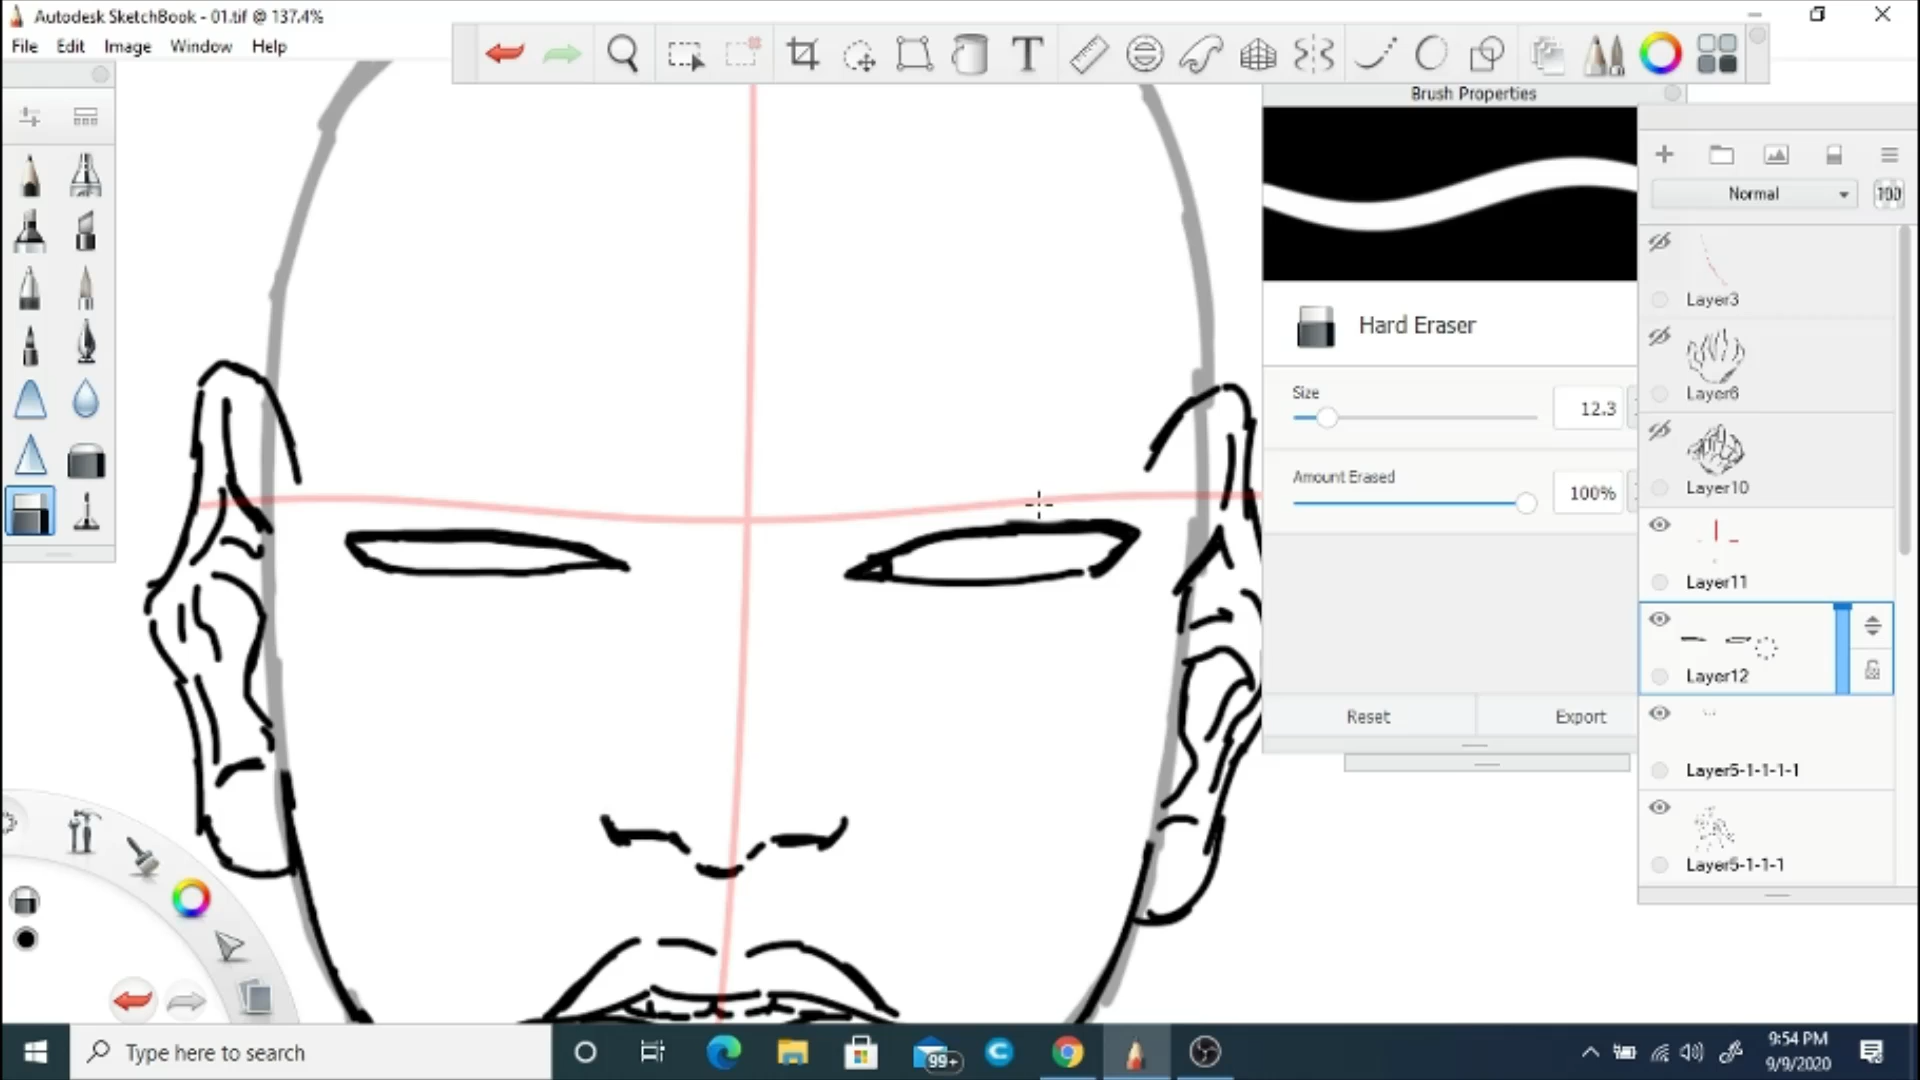 Autodesk SketchBook - 01.tif @ 137.4%
File Edit Image Window Help
T
Brush Properties
Normal
100
Hard Eraser
Size
12.3
Amount Erased
100%
Reset
Export
Layer3
Layer6
Layer10
Layer11
Layer12
Layer5-1-1-1-1
Layer5-1-1-1
Type here to search
99+
9:54 PM
9/9/2020